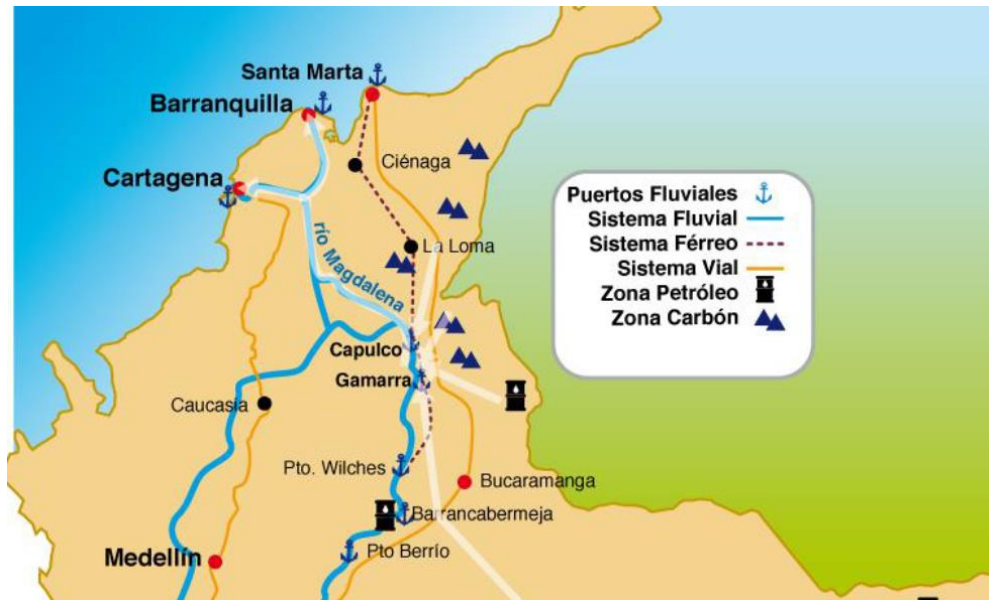 Santa Marta
Barranquilla
Ciénaga
Cartagena
río Magdalena
La Loma
Capulco
Gamarra
Caucasia
Pto. Wilches
Bucaramanga
Barrancabermeja
Pto Berrío
Medellín
Puertos Fluviales
Sistema Fluvial
Sistema Férreo
Sistema Vial
Zona Petróleo
Zona Carbón